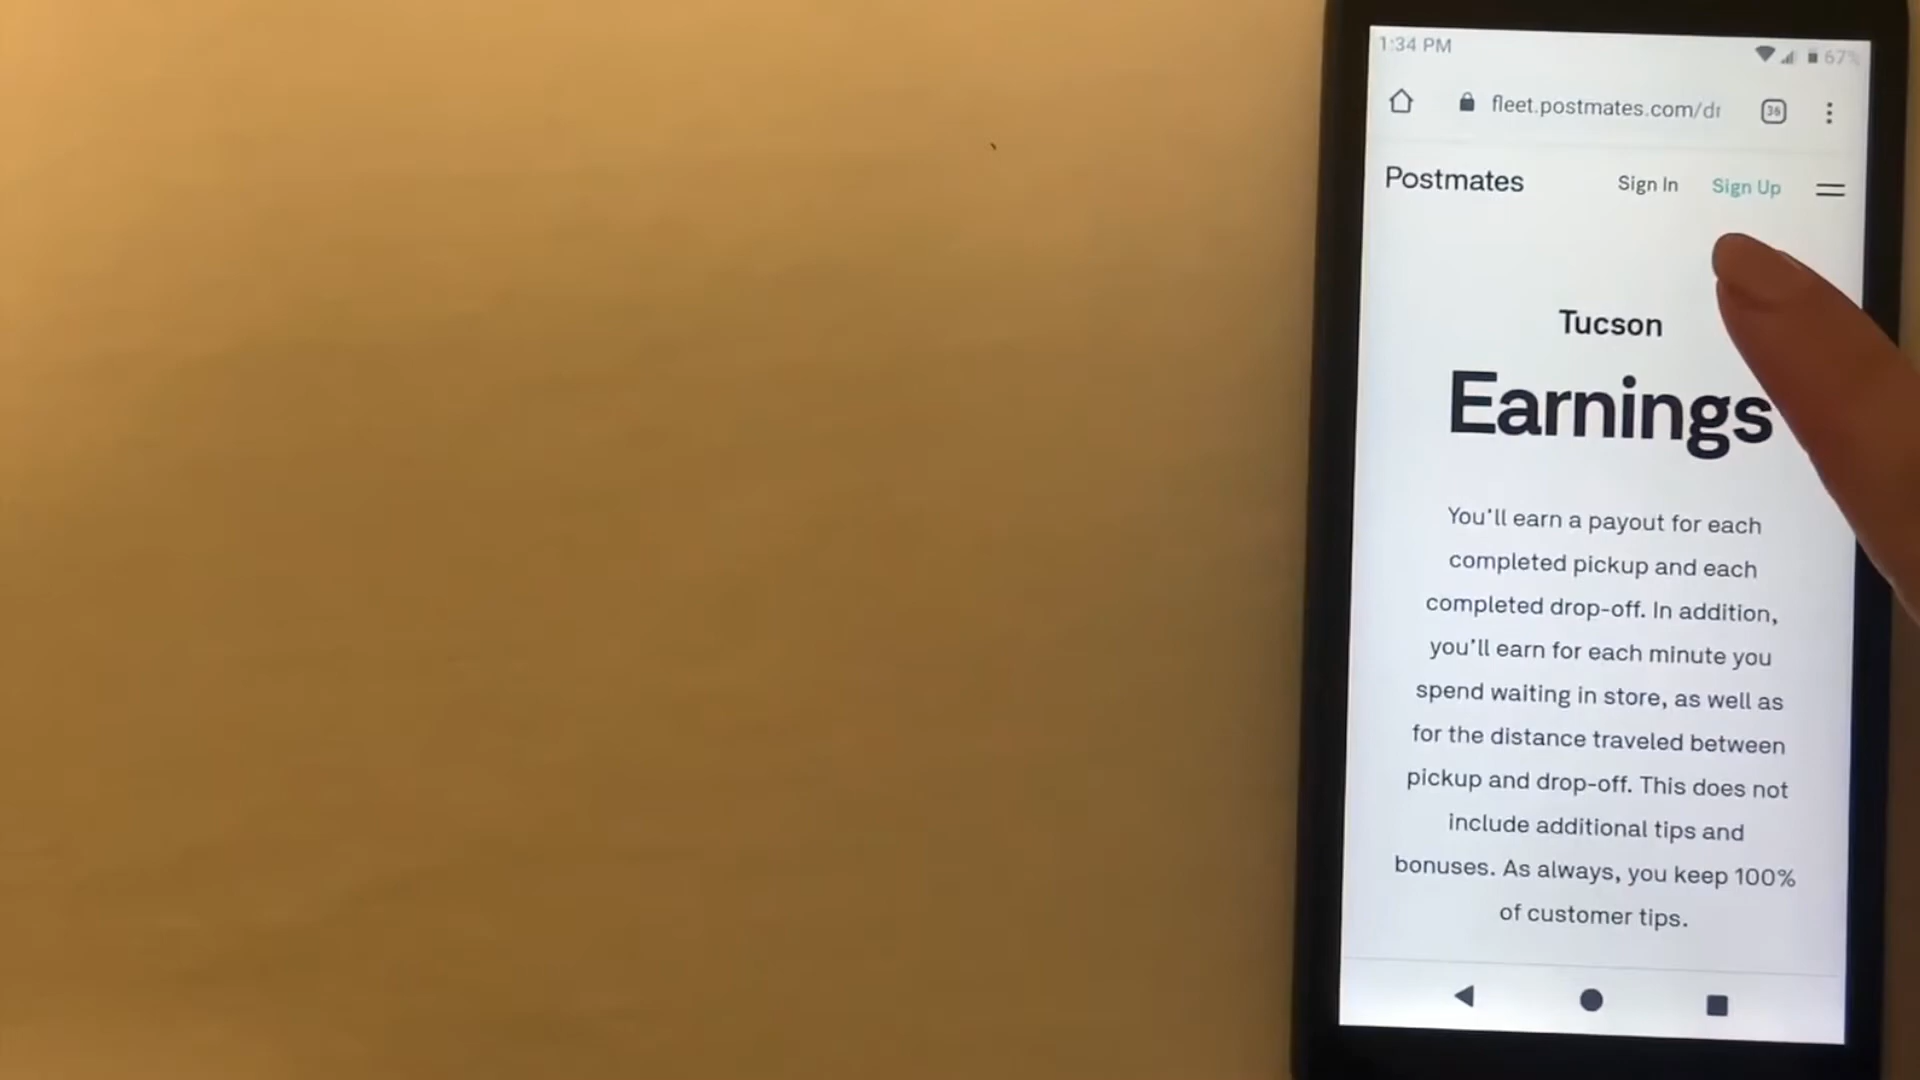 1:34 PM
67%
fleet.postmates.com/dr
36
Postmates
Sign In
Sign Up
Tucson
Earnings
You'll earn a payout for each
completed pickup and each
completed drop-off. In addition,
you'll earn for each minute you
spend waiting in store, as well as
for the distance traveled between
pickup and drop-off. This does not
include additional tips and
bonuses. As always, you keep 100%
of customer tips.